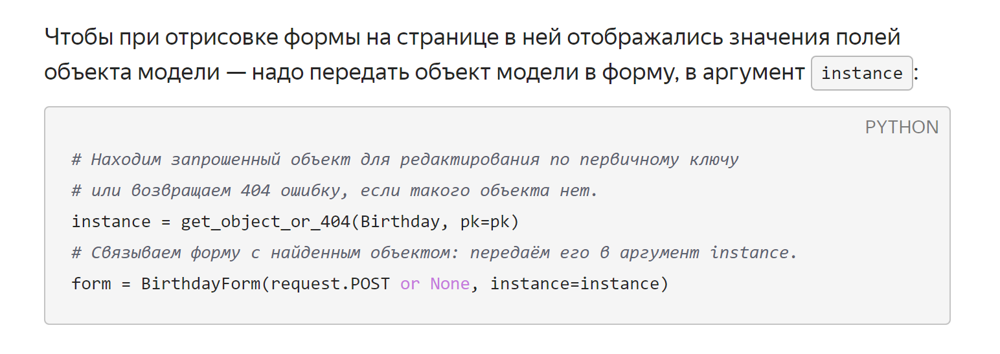 Чтобы при отрисовке формы на странице в ней отображались значения полей
объекта модели — надо передать объект модели в форму, в аргумент instance:
PYTHON
# Находим запрошенный объект для редактирования по первичному ключу
# или возвращаем 404 ошибку, если такого объекта нет.
instance = get_object_or_404(Birthday, pk=pk)
# Связываем форму с найденным объектом: передаём его в аргумент instance.
form = BirthdayForm(request.POST or None, instance=instance)